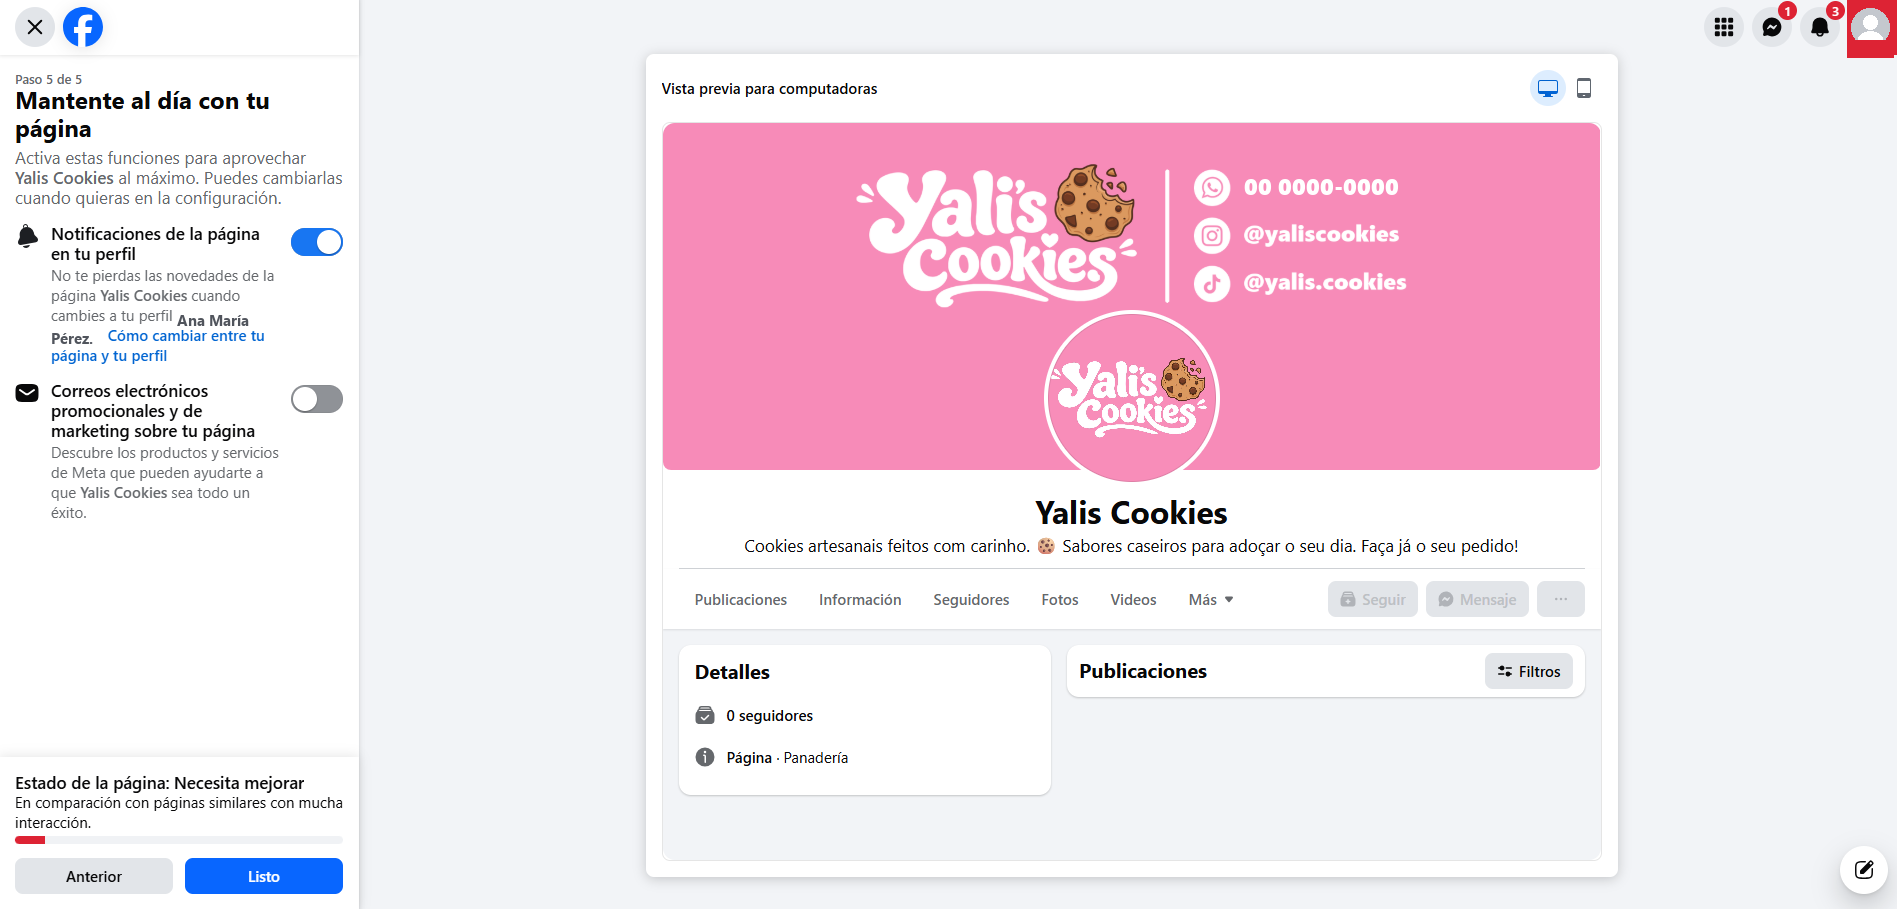 Paso 5 de 5
Mantente al día con tu
página
Activa estas funciones para aprovechar
Yalis Cookies al máximo. Puedes cambiarlas
cuando quieras en la configuración.
Notificaciones de la página
en tu perfil
No te pierdas las novedades de la
página Yalis Cookies cuando
cambies a tu perfil Ana María
Pérez. Cómo cambiar entre tu
página y tu perfil
Correos electrónicos
promocionales y de
marketing sobre tu página
Descubre los productos y servicios
de Meta que pueden ayudarte a
que Yalis Cookies sea todo un
éxito.
Estado de la página: Necesita mejorar
En comparación con páginas similares con mucha
interacción.
Anterior
Listo
1
3
Vista previa para computadoras
Yali's
Cookies
00 0000-0000
@yaliscookies
@yalis.cookies
Yali's
Cookies
Yalis Cookies
Cookies artesanais feitos com carinho. 🍪 Sabores caseiros para adoçar o seu dia. Faça já o seu pedido!
Publicaciones
Información
Seguidores
Fotos
Videos
Más
Seguir
Mensaje
...
Detalles
0 seguidores
Página · Panadería
Publicaciones
Filtros